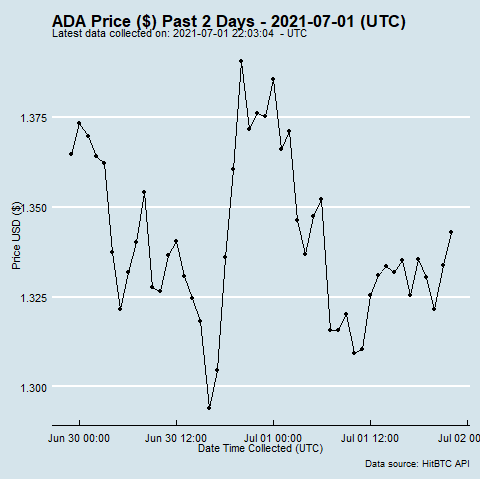 ADA Price ($) Past 2 Days - 2021-07-01 (UTC)
Latest data collected on: 2021-07-01 22:03:04 - UTC
1.375
1.350
1.325
1.300
Price USD ($)
Jun 30 00:00 Jun 30 12:00 Jul 01 00:00 Jul 01 12:00 Jul 02 00
Date Time Collected (UTC)
Data source: HitBTC API